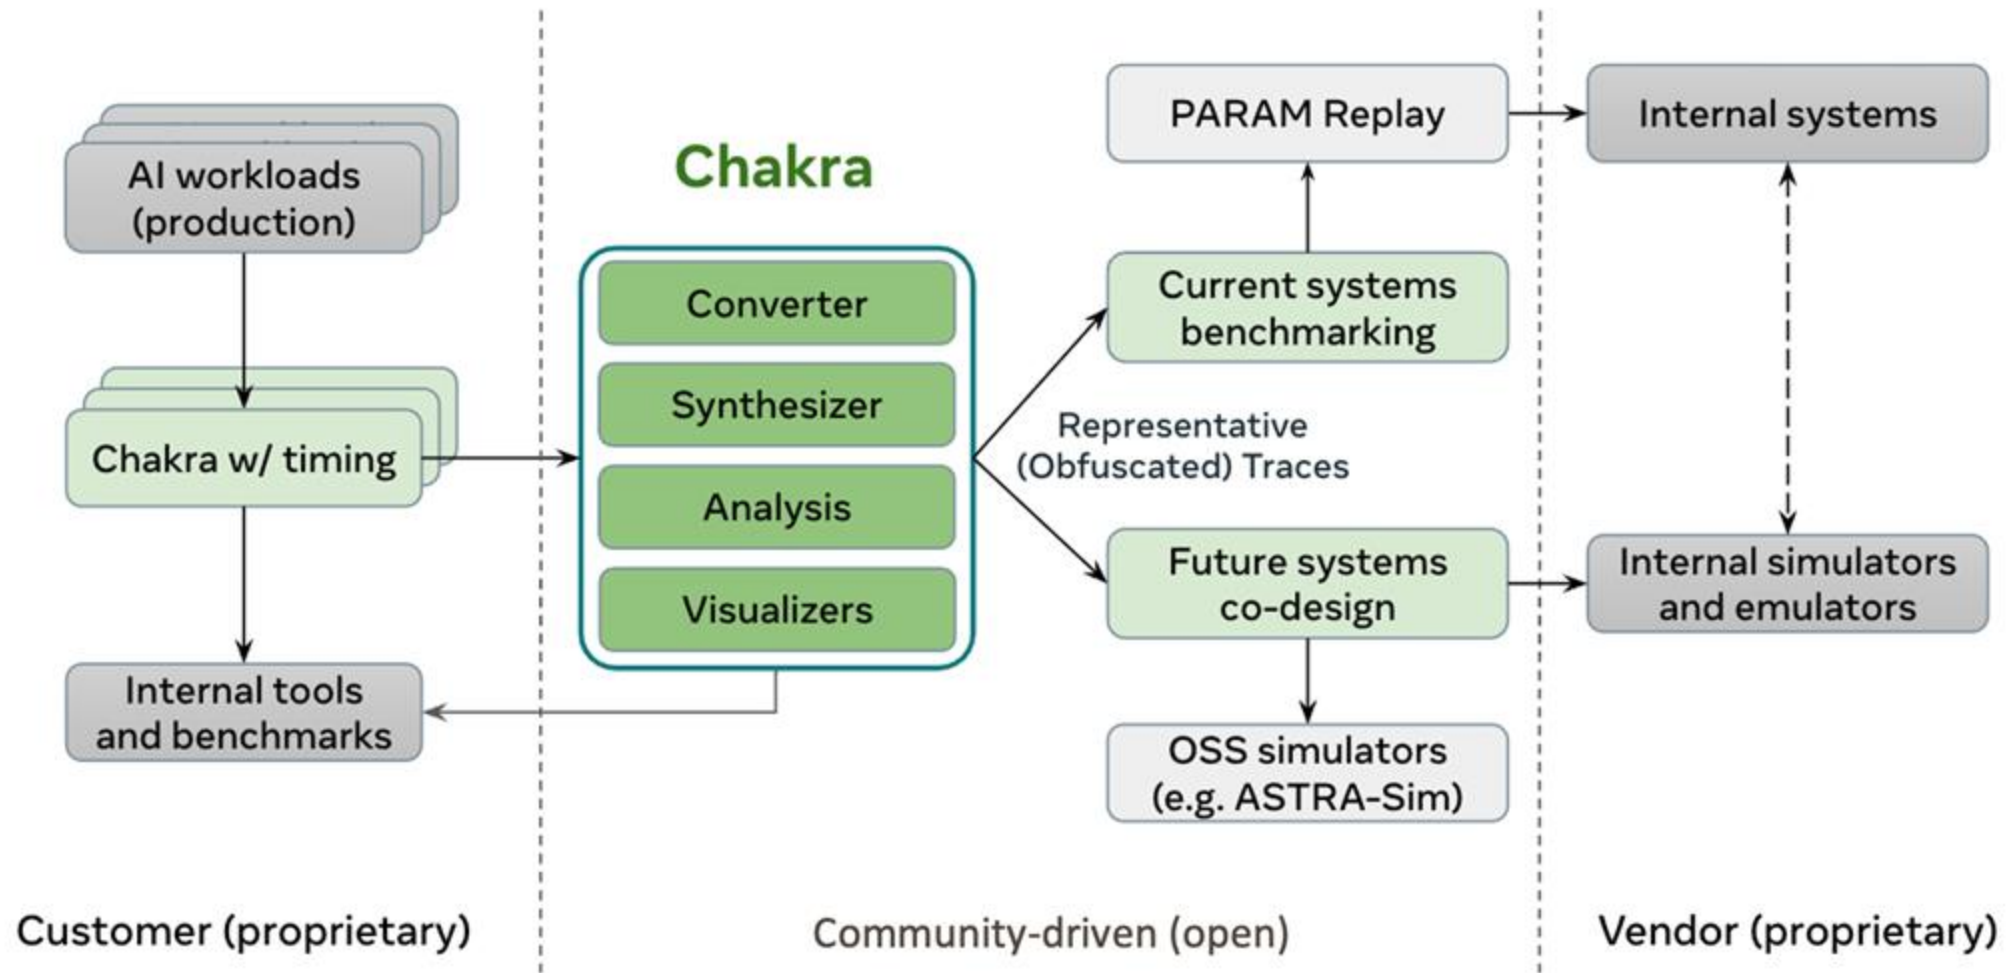 AI workloads
(production)
Chakra w/ timing
Internal tools
and benchmarks
Customer (proprietary)
Chakra
Converter
Synthesizer
Analysis
Visualizers
Representative
(Obfuscated) Traces
PARAM Replay
Current systems
benchmarking
Future systems
co-design
OSS simulators
(e.g. ASTRA-Sim)
Community-driven (open)
Internal systems
Internal simulators
and emulators
Vendor (proprietary)